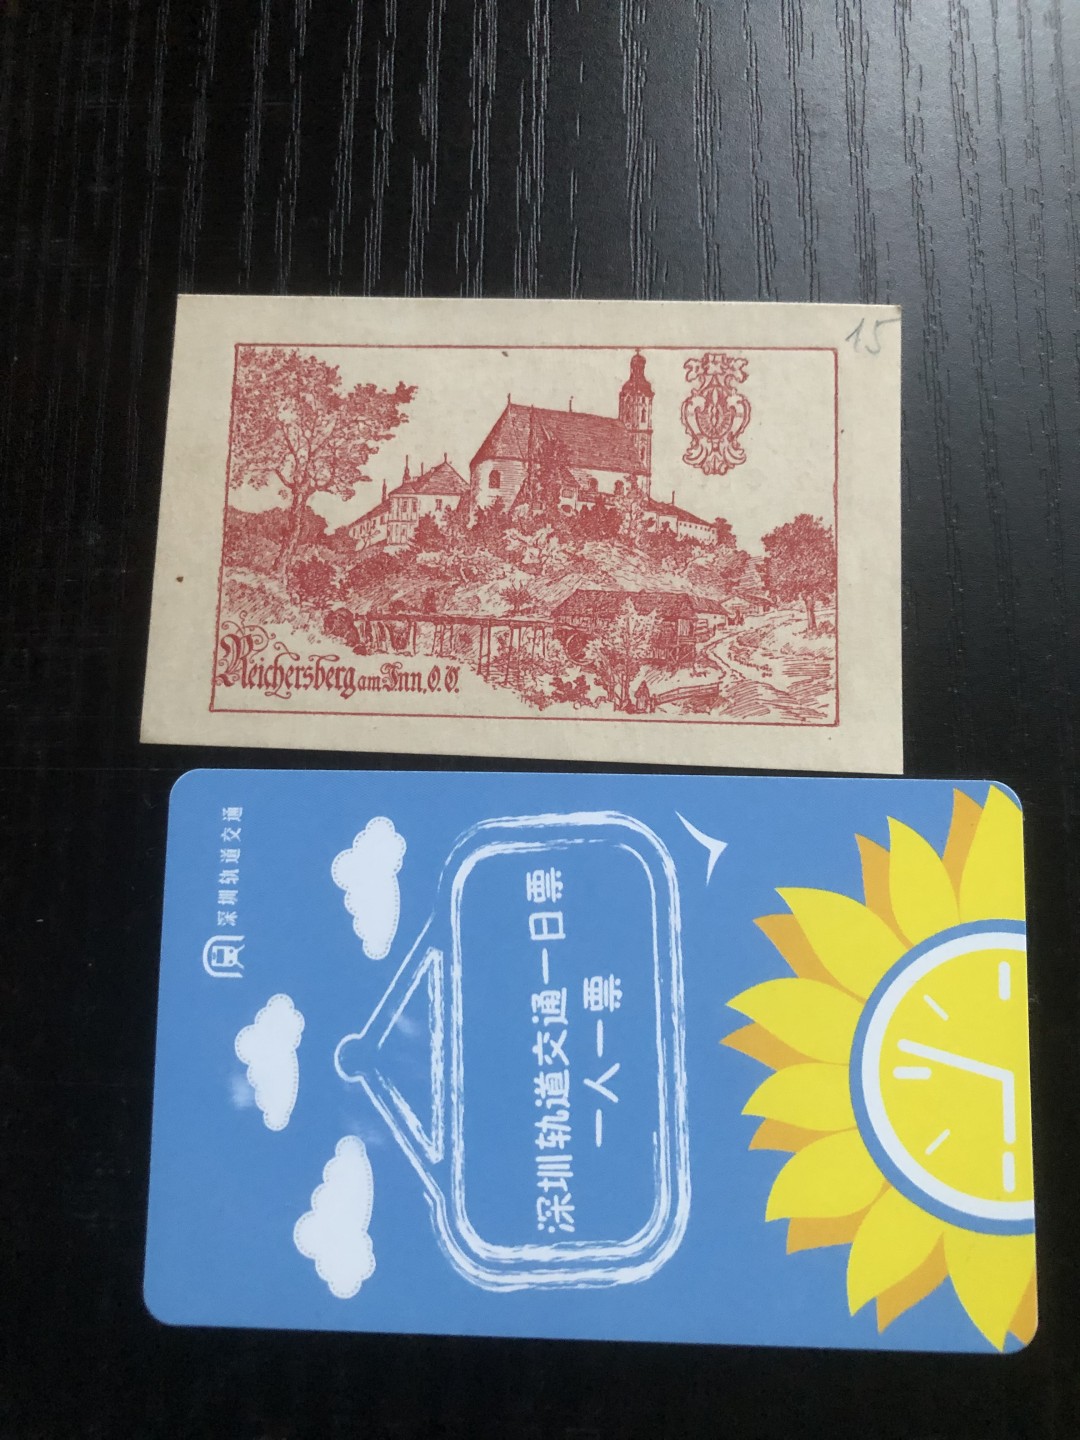 15
Reichersberg am Inn, O.Ö.
深圳轨道交通
深圳轨道交通一日票
一人一票